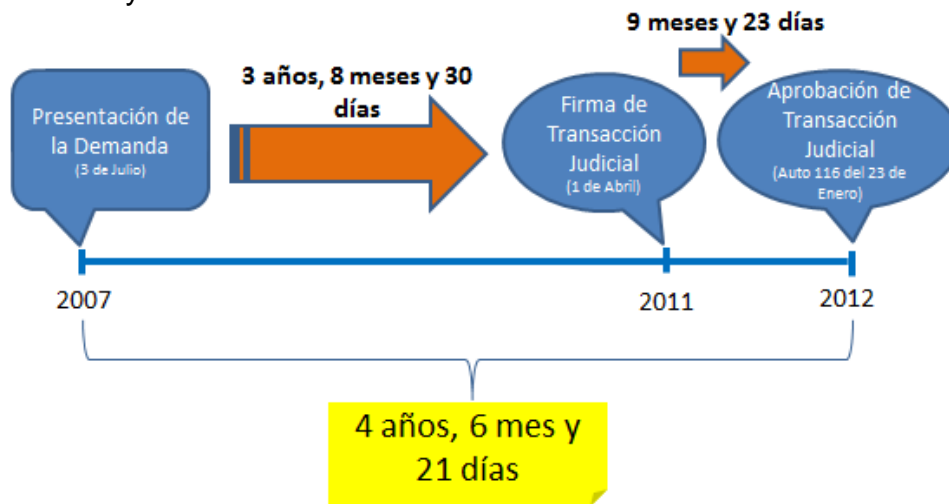 9 meses y 23 días
3 años, 8 meses y 30
días
Presentación de
la Demanda
(3 de Julio)
Firma de
Transacción
Judicial
(1 de Abril)
Aprobación de
Transacción
Judicial
(Auto 116 del 23 de
Enero)
2007
2011
2012
4 años, 6 mes y
21 días